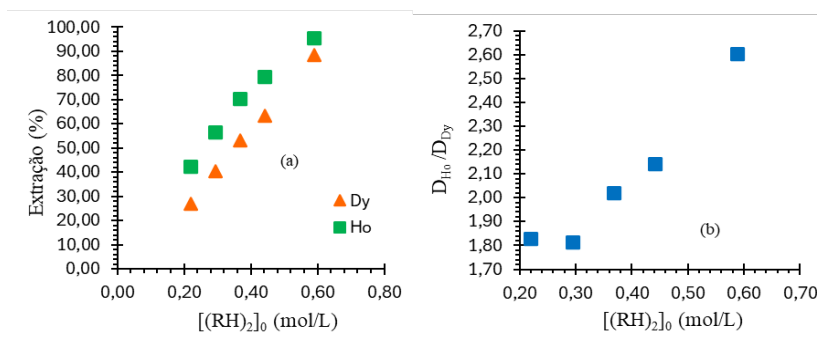 100,00
90,00
80,00
70,00
60,00
50,00
40,00
30,00
20,00
10,00
0,00
Extração (%)
(a)
Dy
Ho
0,00 0,20 0,40 0,60 0,80
[(RH)₂]₀ (mol/L)
2,70
2,60
2,50
2,40
2,30
2,20
2,10
2,00
1,90
1,80
1,70
D_Ho /D_Dy
(b)
0,20 0,30 0,40 0,50 0,60 0,70
[(RH)₂]₀ (mol/L)